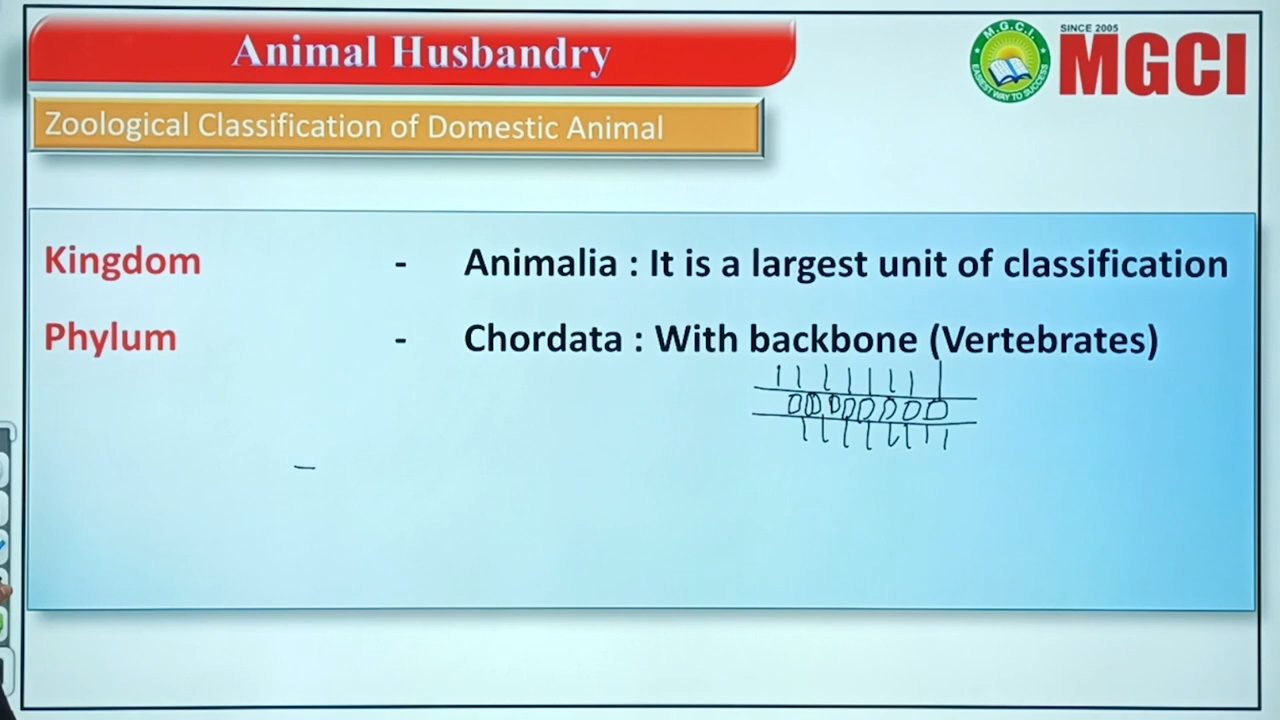 Animal Husbandry
M.G.C.I.
EASIEST WAY TO SUCCESS
SINCE 2005
MGCI
Zoological Classification of Domestic Animal
Kingdom - Animalia : It is a largest unit of classification
Phylum - Chordata : With backbone (Vertebrates)